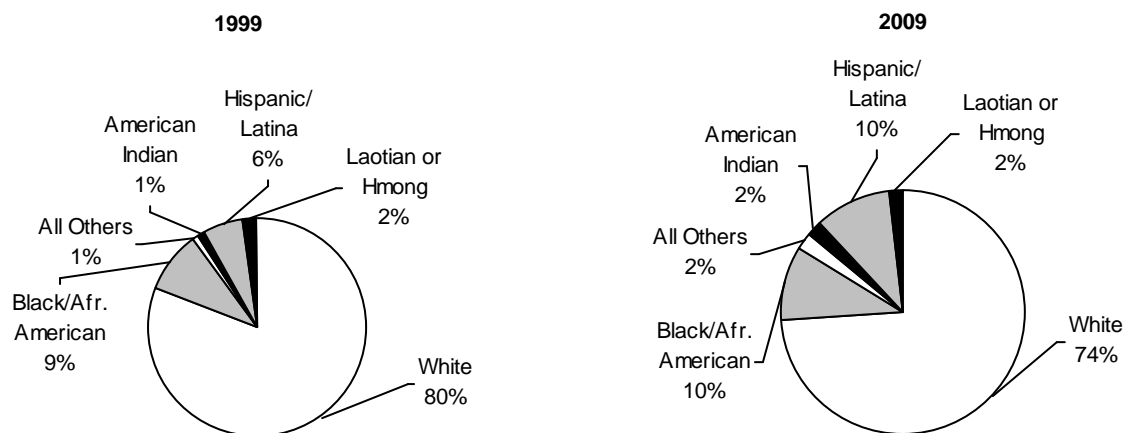 1999
Hispanic/
Latina
6%
American
Indian
1%
Laotian or
Hmong
2%
All Others
1%
Black/Afr.
American
9%
White
80%
2009
Hispanic/
Latina
10%
Laotian or
Hmong
2%
American
Indian
2%
All Others
2%
Black/Afr.
American
10%
White
74%